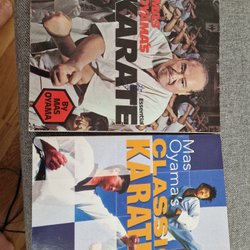 MAS
OYAMA'S
Essential
KARATE
By
MAS
OYAMA
Mas
Oyama's
CLASSIC
KARATE